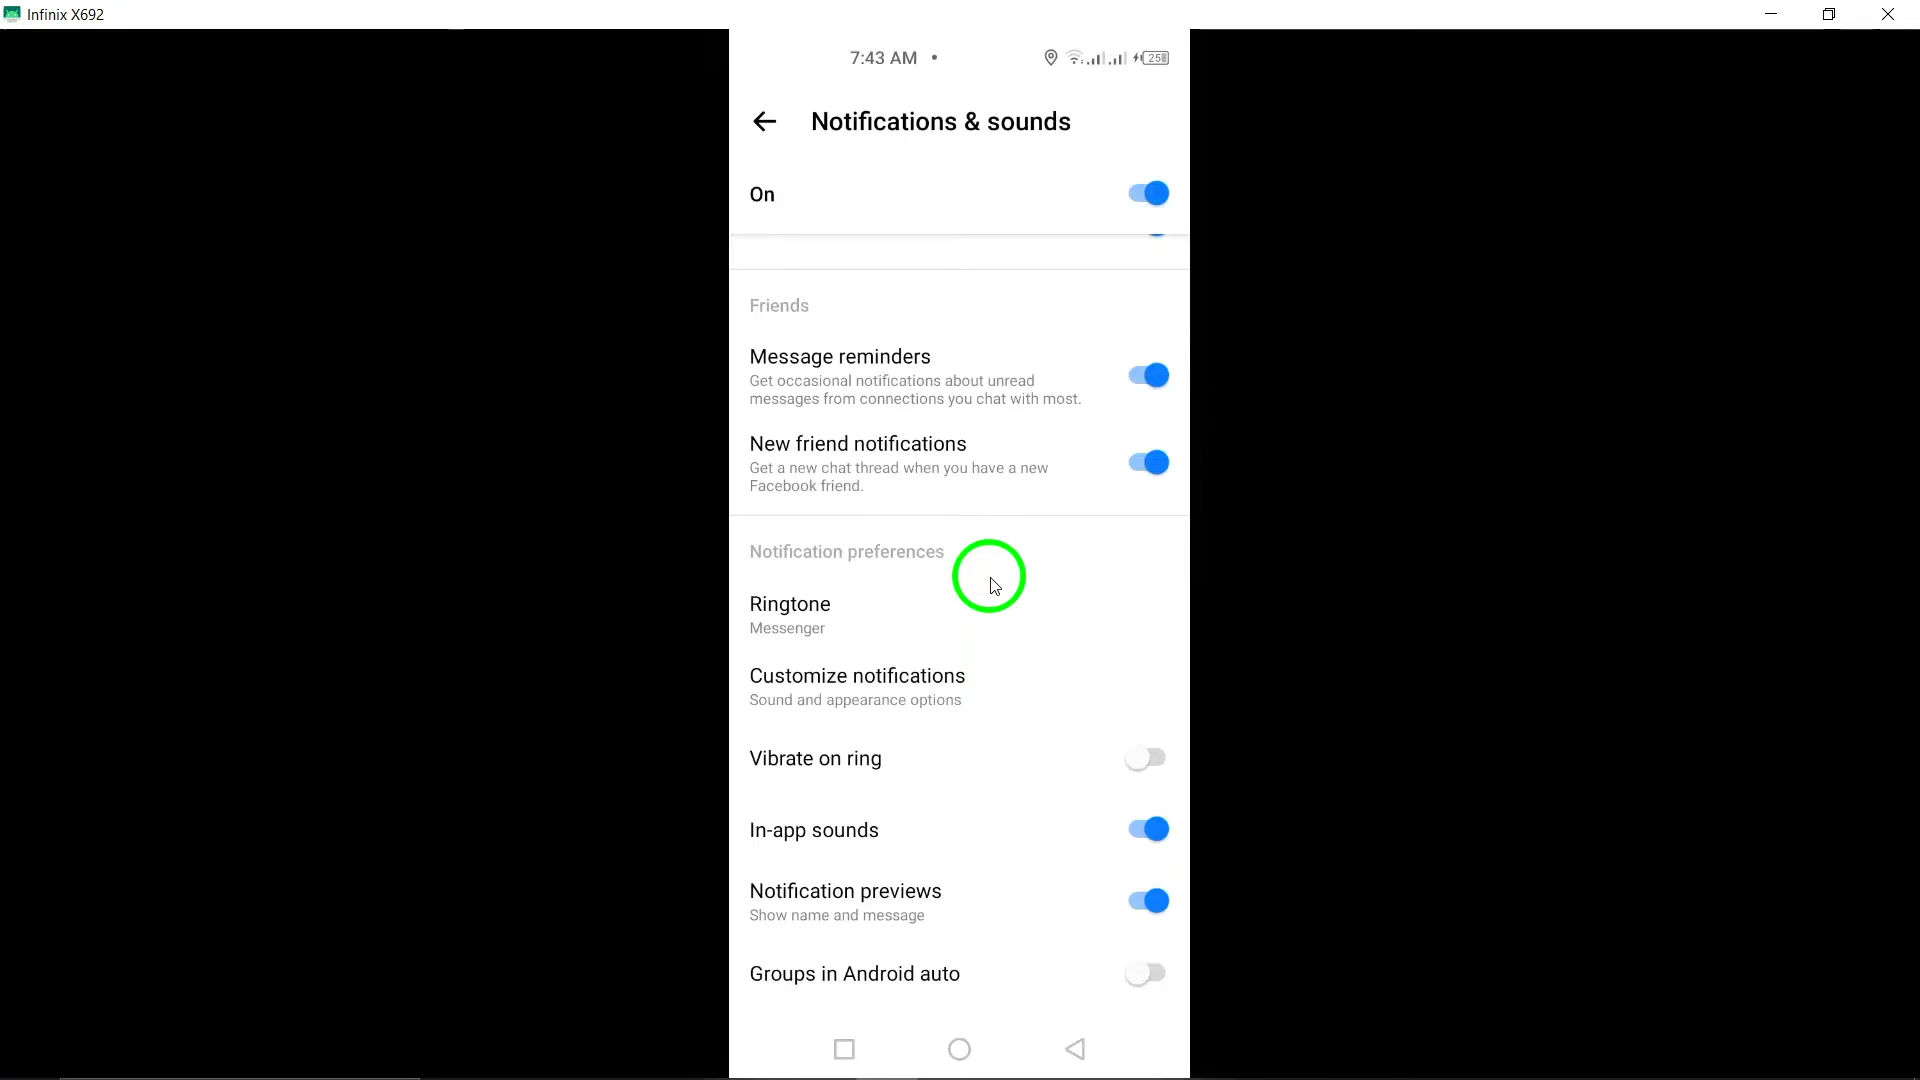 Infinix X692
7:43 AM
25
Notifications & sounds
On
Friends
Message reminders
Get occasional notifications about unread
messages from connections you chat with most.
New friend notifications
Get a new chat thread when you have a new
Facebook friend.
Notification preferences
Ringtone
Messenger
Customize notifications
Sound and appearance options
Vibrate on ring
In-app sounds
Notification previews
Show name and message
Groups in Android auto